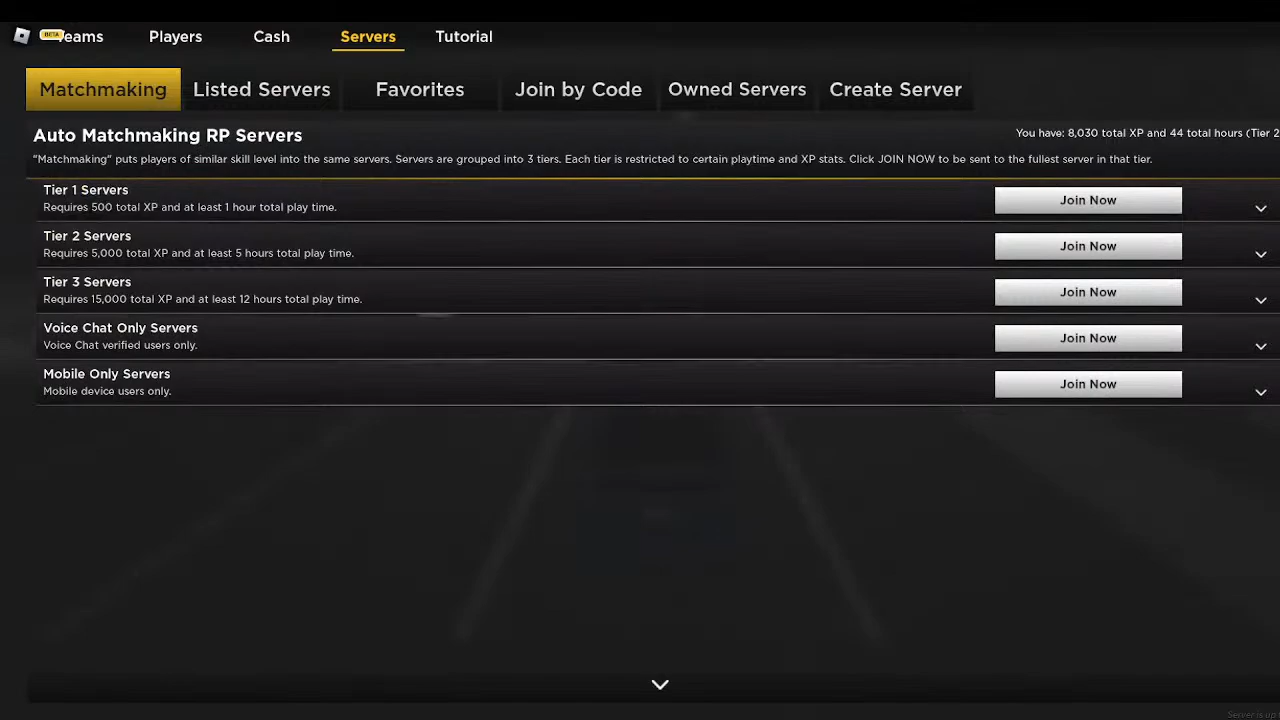 BETA
Teams Players Cash Servers Tutorial
Matchmaking Listed Servers Favorites Join by Code Owned Servers Create Server
Auto Matchmaking RP Servers
You have: 8,030 total XP and 44 total hours (Tier 2
"Matchmaking" puts players of similar skill level into the same servers. Servers are grouped into 3 tiers. Each tier is restricted to certain playtime and XP stats. Click JOIN NOW to be sent to the fullest server in that tier.
Tier 1 Servers
Requires 500 total XP and at least 1 hour total play time.
Join Now
Tier 2 Servers
Requires 5,000 total XP and at least 5 hours total play time.
Join Now
Tier 3 Servers
Requires 15,000 total XP and at least 12 hours total play time.
Join Now
Voice Chat Only Servers
Voice Chat verified users only.
Join Now
Mobile Only Servers
Mobile device users only.
Join Now
Server is up